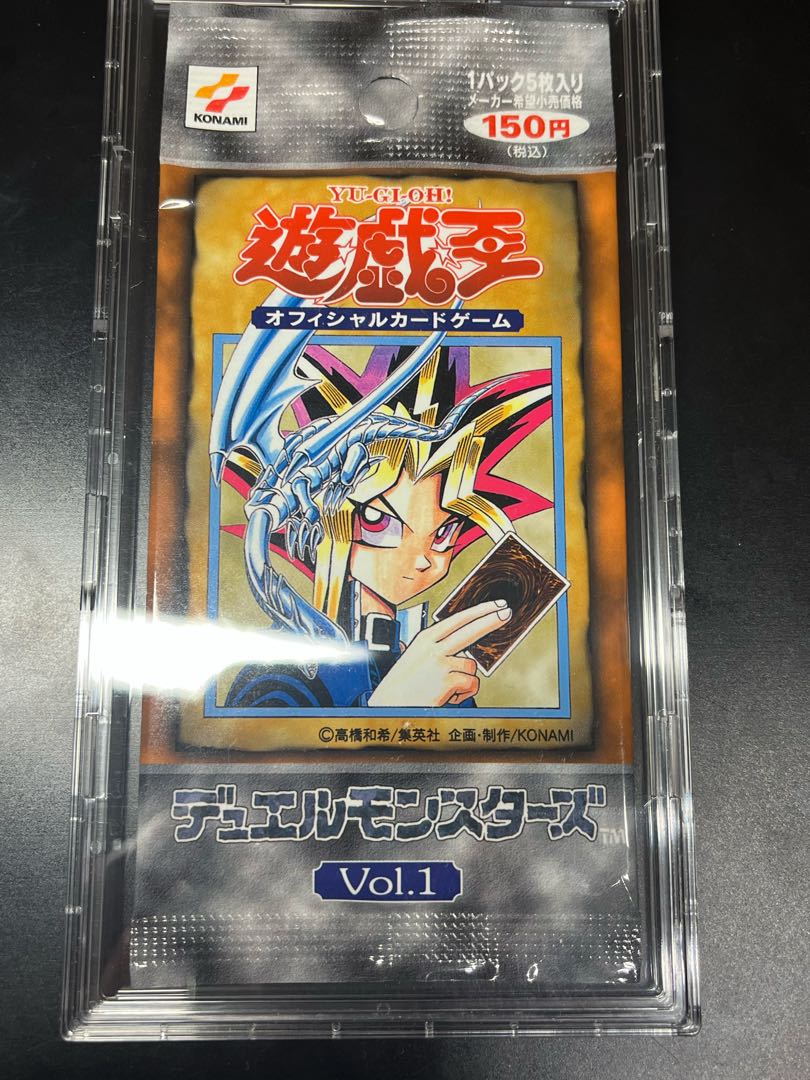 KONAMI
1パック5枚入り
メーカー希望小売価格
150円
(税込)
YU-GI-OH!
遊戯王
オフィシャルカードゲーム
©高橋和希/集英社 企画・制作/KONAMI
デュエルモンスターズ™
Vol.1